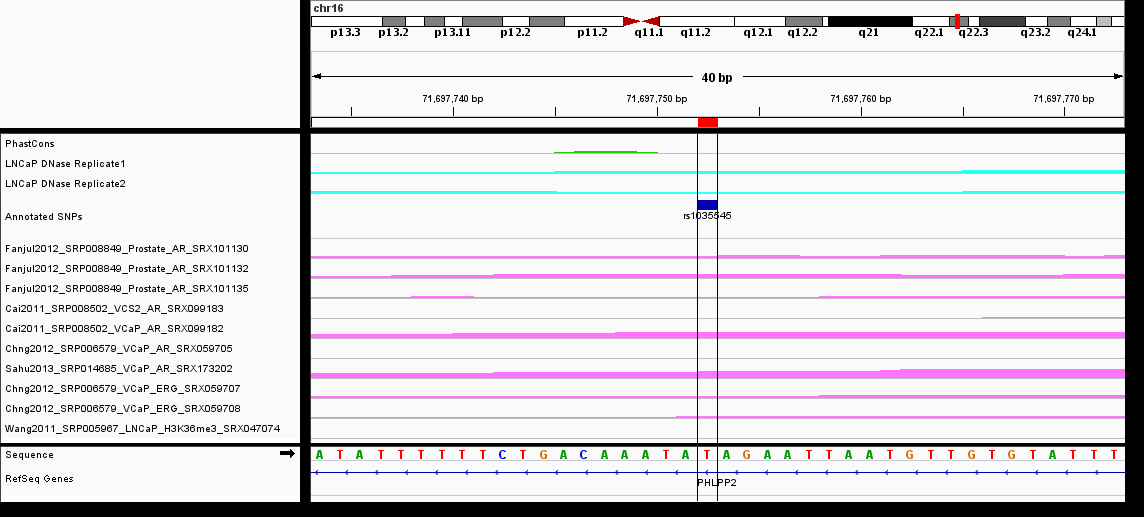 chr16
p13.3 p13.2 p13.11 p12.2 p11.2 q11.1 q11.2 q12.1 q12.2 q21 q22.1 q22.3 q23.2 q24.1
40 bp
71,697,740 bp 71,697,750 bp 71,697,760 bp 71,697,770 bp
PhastCons
LNCaP DNase Replicate1
LNCaP DNase Replicate2
Annotated SNPs
rs1035545
Fanjul2012_SRP008849_Prostate_AR_SRX101130
Fanjul2012_SRP008849_Prostate_AR_SRX101132
Fanjul2012_SRP008849_Prostate_AR_SRX101135
Cai2011_SRP008502_VCS2_AR_SRX099183
Cai2011_SRP008502_VCaP_AR_SRX099182
Chng2012_SRP006579_VCaP_AR_SRX059705
Sahu2013_SRP014685_VCaP_AR_SRX173202
Chng2012_SRP006579_VCaP_ERG_SRX059707
Chng2012_SRP006579_VCaP_ERG_SRX059708
Wang2011_SRP005967_LNCaP_H3K36me3_SRX047074
Sequence A T A T T T T T T C T G A C A A A T A T A G A A T T A A T G T T G T G T A T T T
RefSeq Genes
PHLPP2